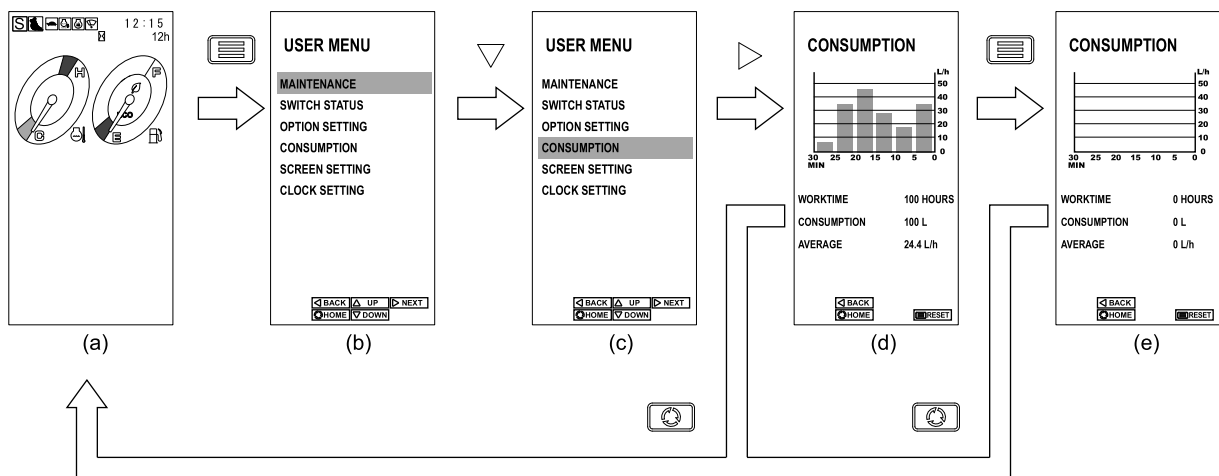 S
12:15
12h
H
C
F
E
(a)
USER MENU
MAINTENANCE
SWITCH STATUS
OPTION SETTING
CONSUMPTION
SCREEN SETTING
CLOCK SETTING
BACK UP NEXT
HOME DOWN
(b)
USER MENU
MAINTENANCE
SWITCH STATUS
OPTION SETTING
CONSUMPTION
SCREEN SETTING
CLOCK SETTING
BACK UP NEXT
HOME DOWN
(c)
CONSUMPTION
L/h
50
40
30
20
10
0
30 25 20 15 10 5 0
MIN
WORKTIME 100 HOURS
CONSUMPTION 100 L
AVERAGE 24.4 L/h
BACK
HOME RESET
(d)
CONSUMPTION
L/h
50
40
30
20
10
0
30 25 20 15 10 5 0
MIN
WORKTIME 0 HOURS
CONSUMPTION 0 L
AVERAGE 0 L/h
BACK
HOME RESET
(e)